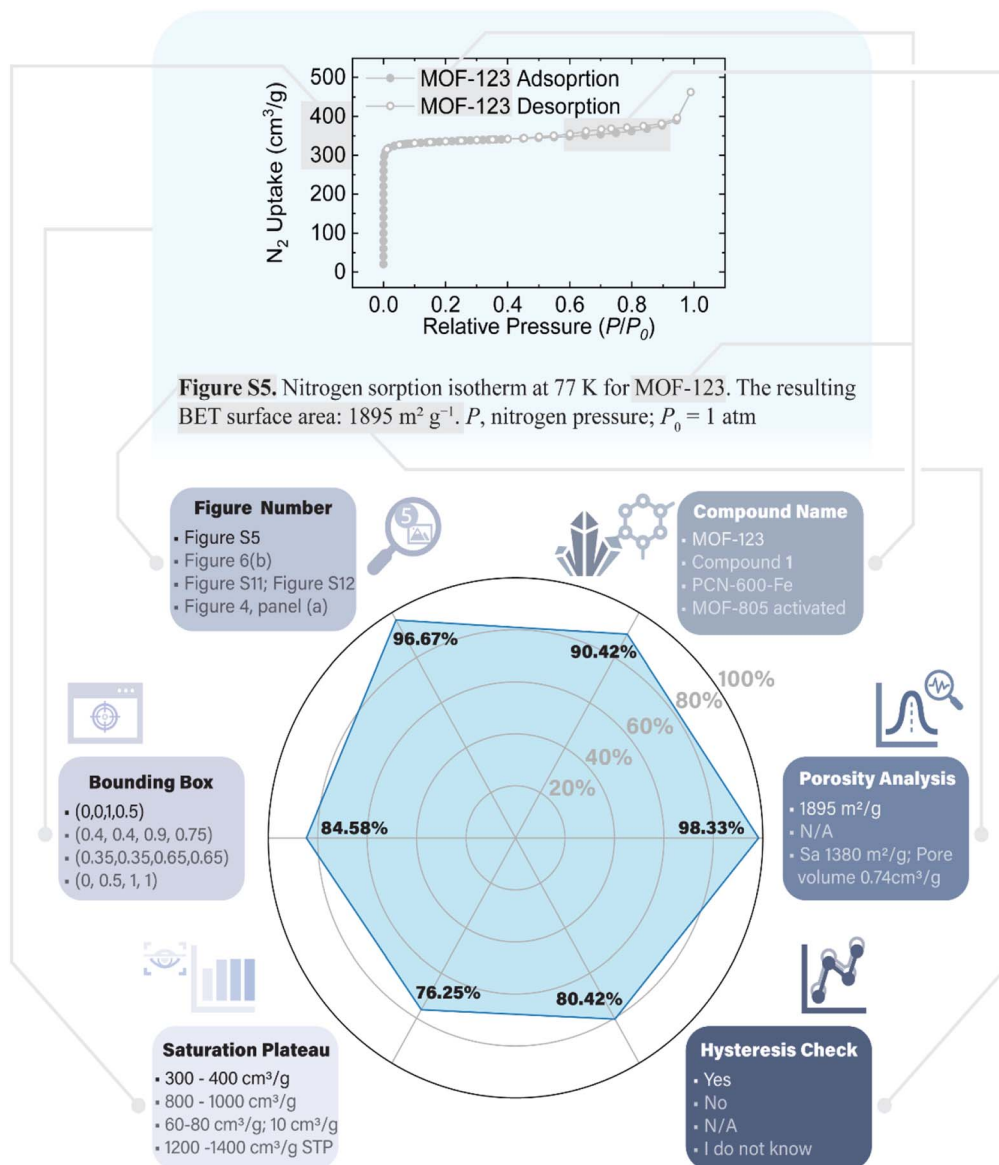 500
400
300
200
100
0
N₂ Uptake (cm³/g)
MOF-123 Adsoprtion
MOF-123 Desorption
0.0 0.2 0.4 0.6 0.8 1.0
Relative Pressure (P/P₀)
Figure S5. Nitrogen sorption isotherm at 77 K for MOF-123. The resulting
BET surface area: 1895 m² g⁻¹. P, nitrogen pressure; P₀ = 1 atm
Figure Number
▪ Figure S5
▪ Figure 6(b)
▪ Figure S11; Figure S12
▪ Figure 4, panel (a)
5
Compound Name
▪ MOF-123
▪ Compound 1
▪ PCN-600-Fe
▪ MOF-805 activated
96.67%
90.42%
100%
80%
60%
40%
20%
Bounding Box
▪ (0,0,1,0.5)
▪ (0.4, 0.4, 0.9, 0.75)
▪ (0.35,0.35,0.65,0.65)
▪ (0, 0.5, 1, 1)
84.58%
98.33%
Porosity Analysis
▪ 1895 m²/g
▪ N/A
▪ Sa 1380 m²/g; Pore
volume 0.74cm³/g
76.25%
80.42%
Saturation Plateau
▪ 300 - 400 cm³/g
▪ 800 - 1000 cm³/g
▪ 60-80 cm³/g; 10 cm³/g
▪ 1200 -1400 cm³/g STP
Hysteresis Check
▪ Yes
▪ No
▪ N/A
▪ I do not know